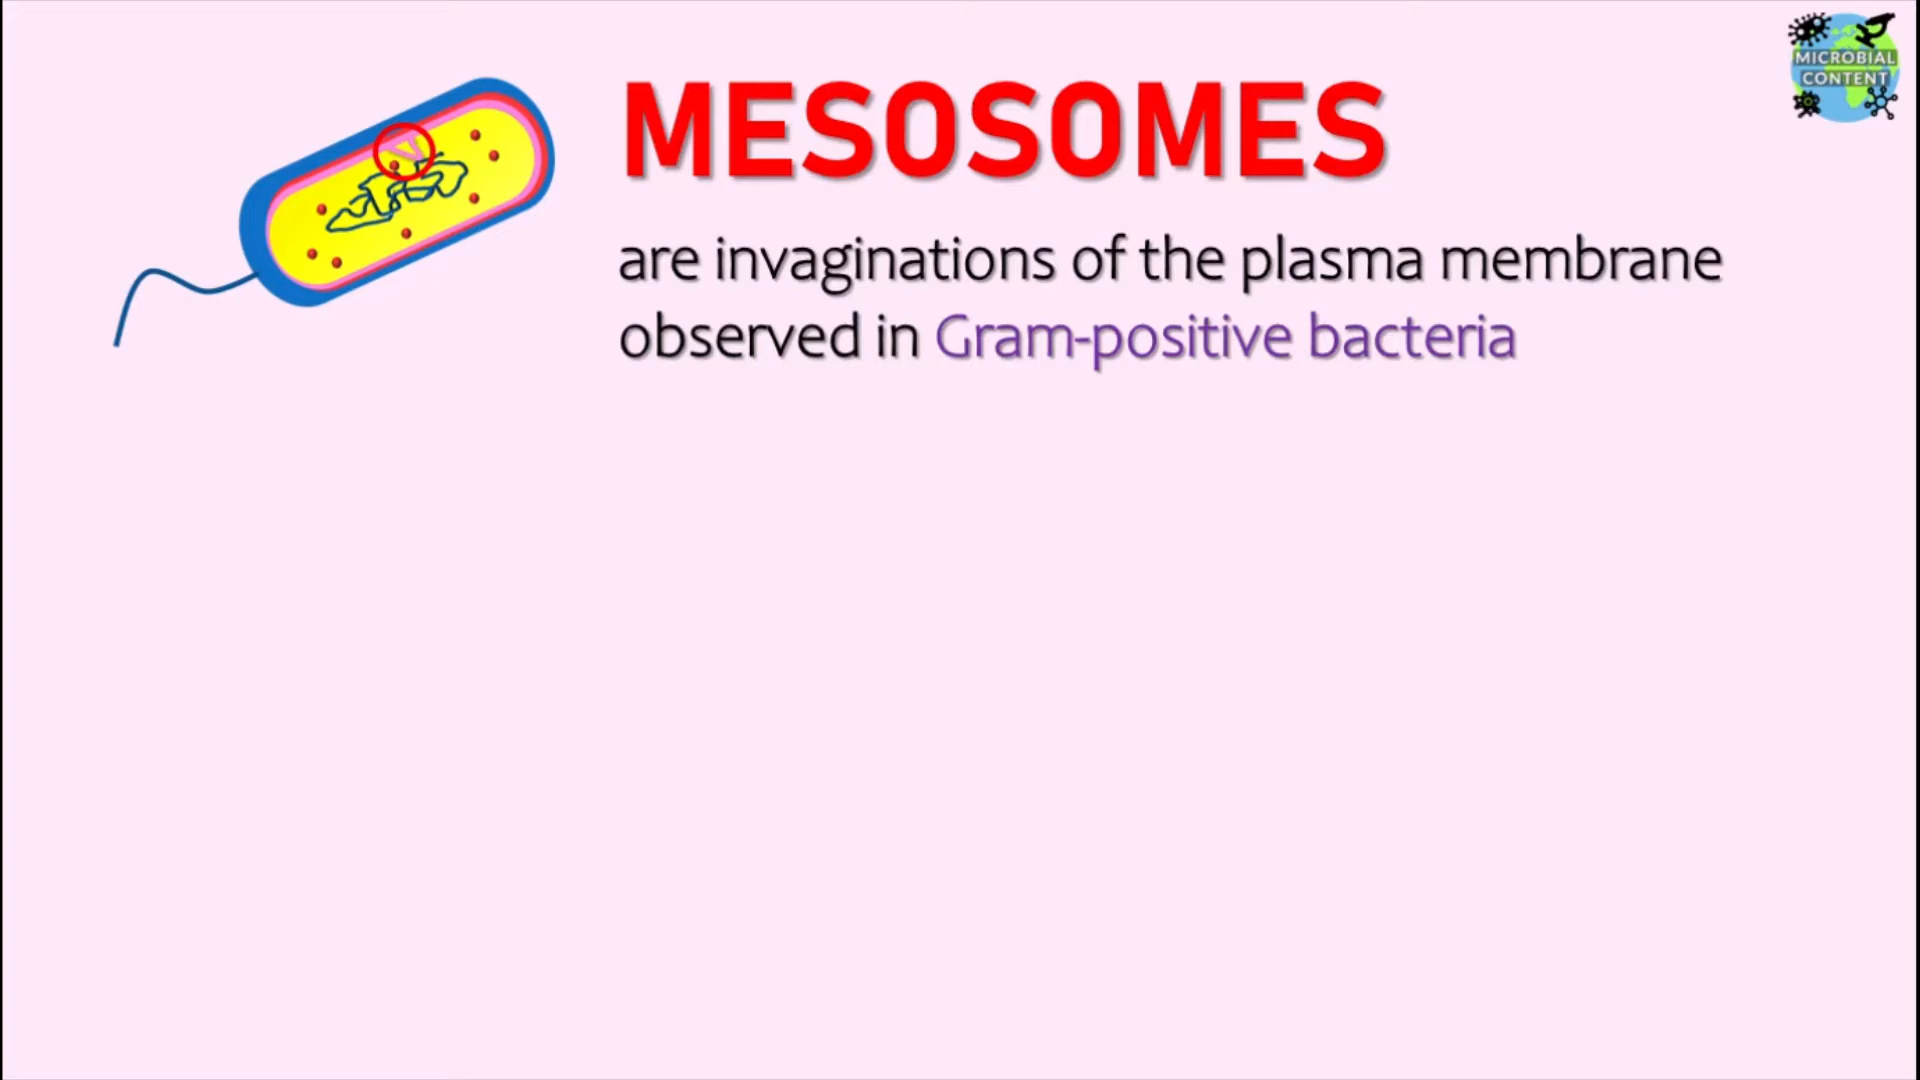 MESOSOMES
are invaginations of the plasma membrane
observed in Gram-positive bacteria
MICROBIAL
CONTENT